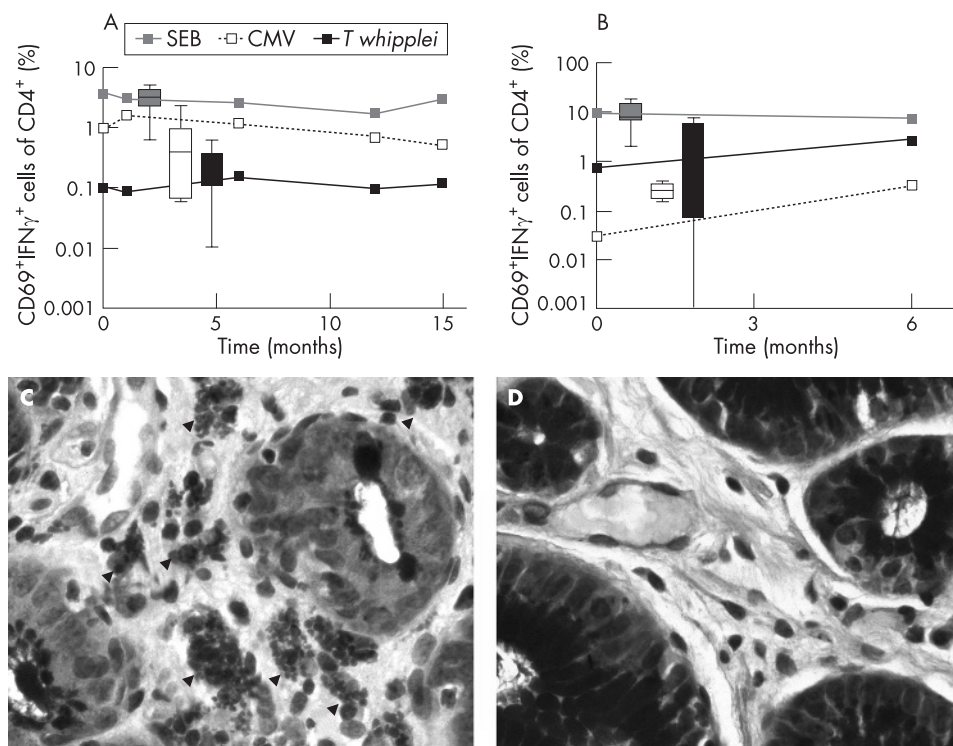 A
B
SEB CMV T whipplei
CD69+IFNγ+ cells of CD4+ (%)
10
1
0.1
0.01
0.001
0 5 10 15
Time (months)
CD69+IFNγ+ cells of CD4+ (%)
100
10
1
0.1
0.01
0.001
0 3 6
Time (months)
C
D